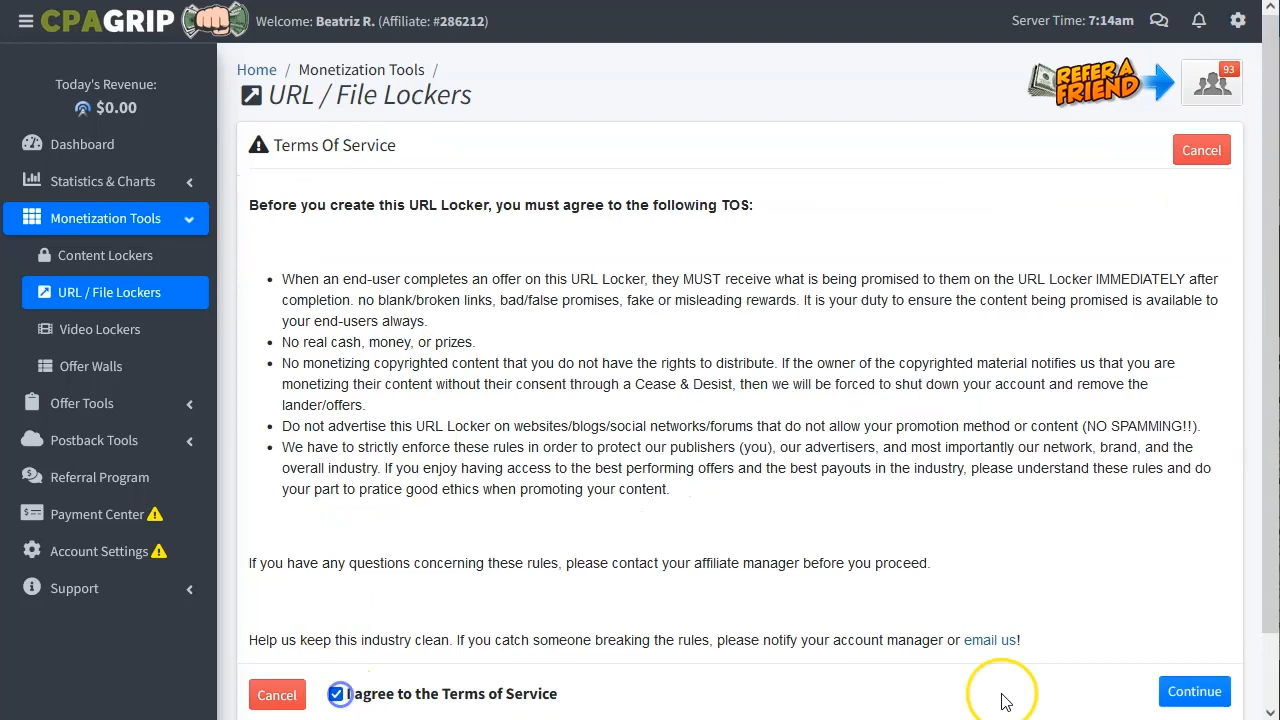 CPAGRIP Welcome: Beatriz R. (Affiliate: #286212) Server Time: 7:14am
Today's Revenue:
$0.00
Dashboard
Statistics & Charts
Monetization Tools
Content Lockers
URL / File Lockers
Video Lockers
Offer Walls
Offer Tools
Postback Tools
Referral Program
Payment Center
Account Settings
Support
Home / Monetization Tools /
URL / File Lockers
REFER A
FRIEND
93
Terms Of Service
Cancel
Before you create this URL Locker, you must agree to the following TOS:
• When an end-user completes an offer on this URL Locker, they MUST receive what is being promised to them on the URL Locker IMMEDIATELY after
completion. no blank/broken links, bad/false promises, fake or misleading rewards. It is your duty to ensure the content being promised is available to
your end-users always.
• No real cash, money, or prizes.
• No monetizing copyrighted content that you do not have the rights to distribute. If the owner of the copyrighted material notifies us that you are
monetizing their content without their consent through a Cease & Desist, then we will be forced to shut down your account and remove the
lander/offers.
• Do not advertise this URL Locker on websites/blogs/social networks/forums that do not allow your promotion method or content (NO SPAMMING!!).
• We have to strictly enforce these rules in order to protect our publishers (you), our advertisers, and most importantly our network, brand, and the
overall industry. If you enjoy having access to the best performing offers and the best payouts in the industry, please understand these rules and do
your part to pratice good ethics when promoting your content.
If you have any questions concerning these rules, please contact your affiliate manager before you proceed.
Help us keep this industry clean. If you catch someone breaking the rules, please notify your account manager or email us!
Cancel
I agree to the Terms of Service
Continue